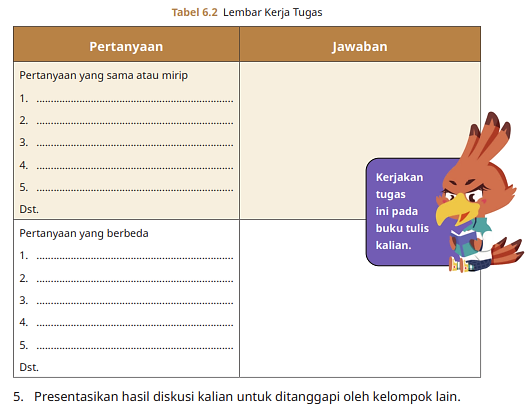 Tabel 6.2 Lembar Kerja Tugas
Pertanyaan
Jawaban
Pertanyaan yang sama atau mirip
1. ..................................................................
2. ..................................................................
3. ..................................................................
4. ..................................................................
5. ..................................................................
Dst.
Kerjakan
tugas
ini pada
buku tulis
kalian.
Pertanyaan yang berbeda
1. ..................................................................
2. ..................................................................
3. ..................................................................
4. ..................................................................
5. ..................................................................
Dst.
5. Presentasikan hasil diskusi kalian untuk ditanggapi oleh kelompok lain.